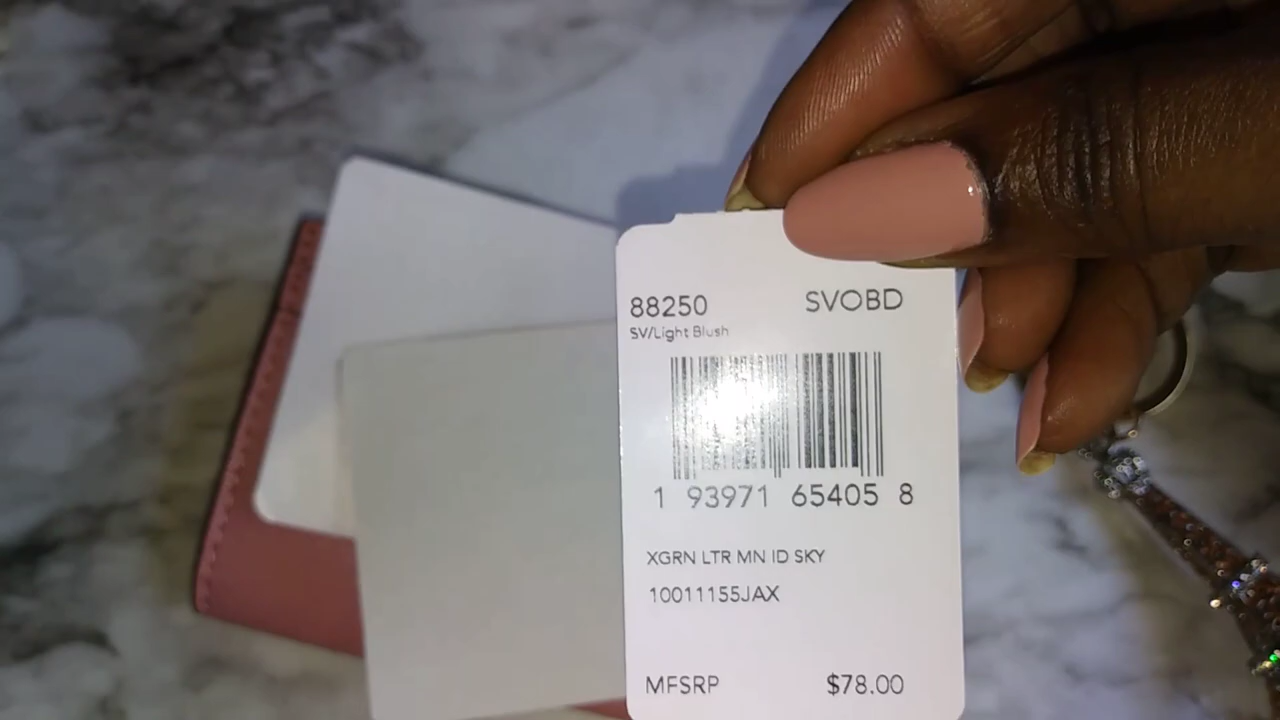 88250 SVOBD
SV/Light Blush
1 93971 65405 8
XGRN LTR MN ID SKY
10011155JAX
MFSRP $78.00